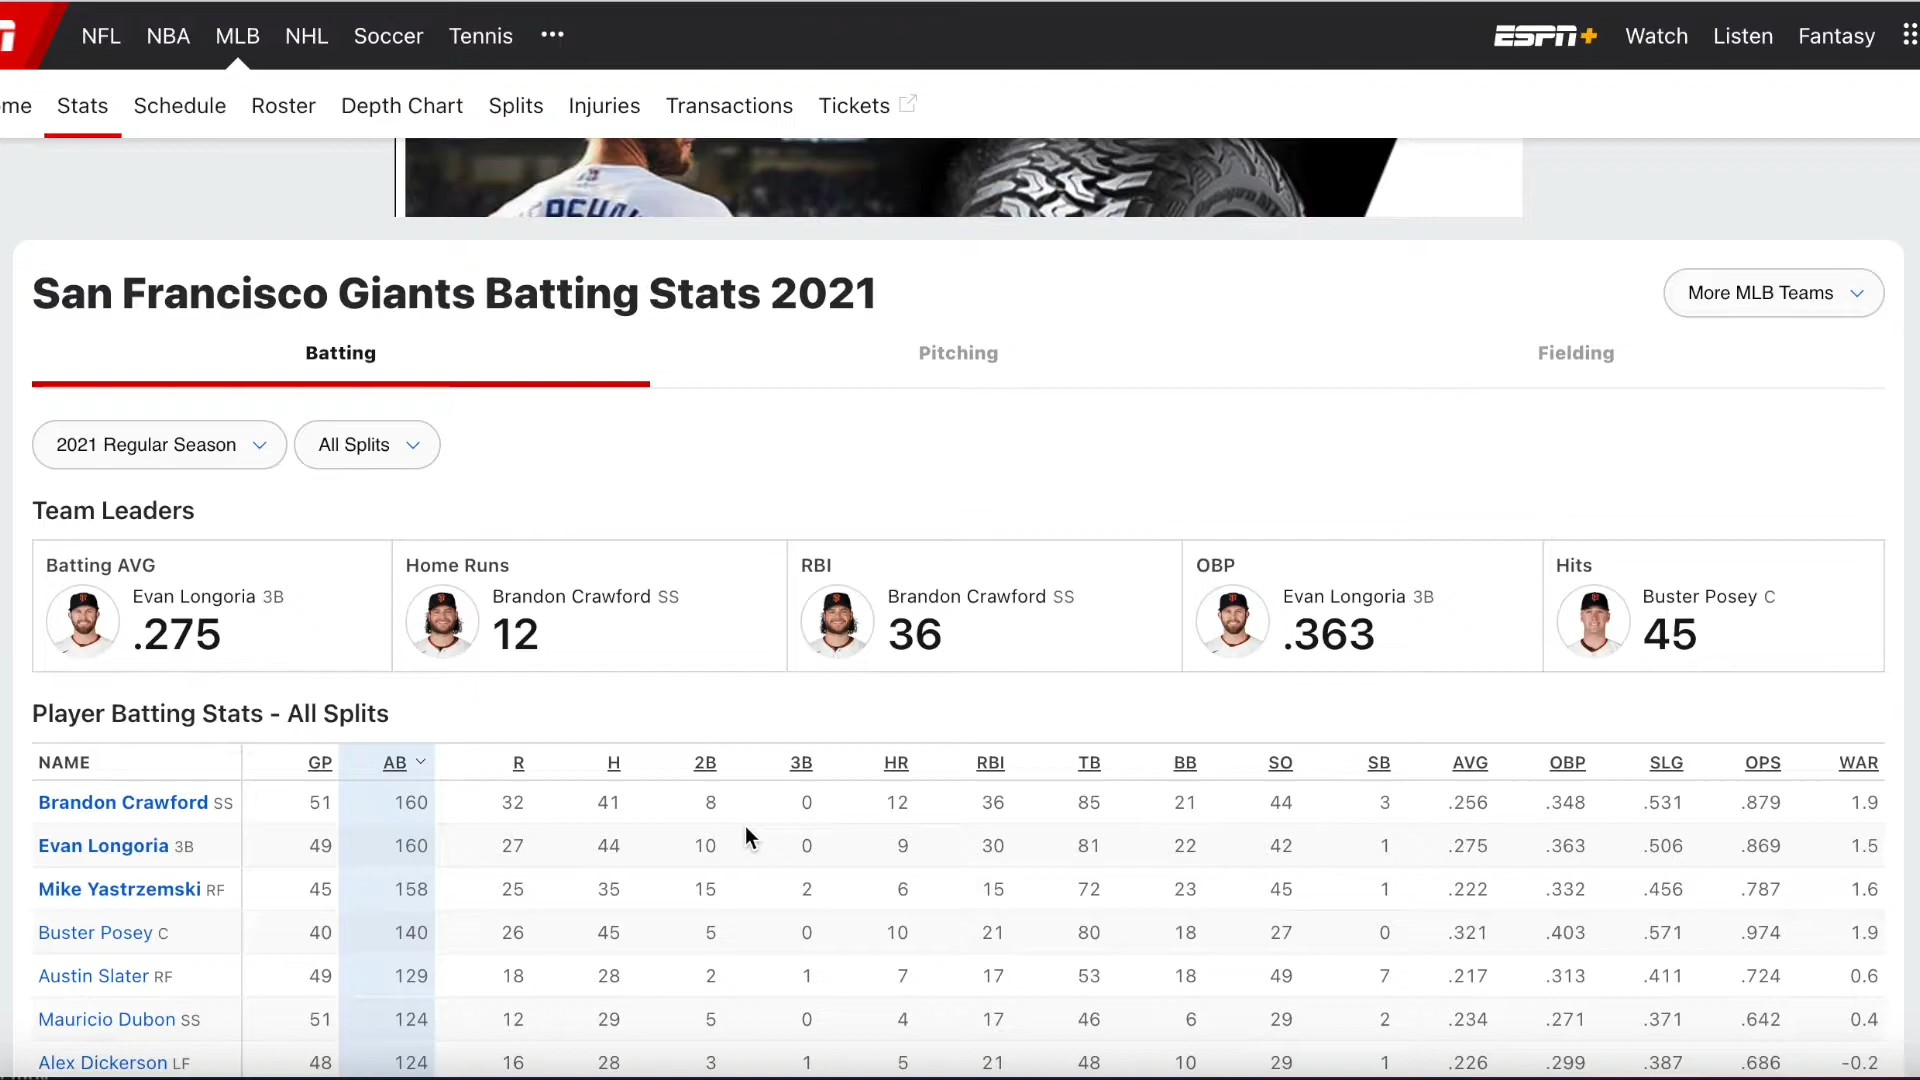 NFL NBA MLB NHL Soccer Tennis ••• ESPN+ Watch Listen Fantasy
me Stats Schedule Roster Depth Chart Splits Injuries Transactions Tickets
San Francisco Giants Batting Stats 2021 More MLB Teams
Batting Pitching Fielding
2021 Regular Season All Splits
Team Leaders
Batting AVG Home Runs RBI OBP Hits
Evan Longoria 3B Brandon Crawford SS Brandon Crawford SS Evan Longoria 3B Buster Posey C
.275 12 36 .363 45
Player Batting Stats - All Splits
NAME GP AB R H 2B 3B HR RBI TB BB SO SB AVG OBP SLG OPS WAR
Brandon Crawford SS 51 160 32 41 8 0 12 36 85 21 44 3 .256 .348 .531 .879 1.9
Evan Longoria 3B 49 160 27 44 10 0 9 30 81 22 42 1 .275 .363 .506 .869 1.5
Mike Yastrzemski RF 45 158 25 35 15 2 6 15 72 23 45 1 .222 .332 .456 .787 1.6
Buster Posey C 40 140 26 45 5 0 10 21 80 18 27 0 .321 .403 .571 .974 1.9
Austin Slater RF 49 129 18 28 2 1 7 17 53 18 49 7 .217 .313 .411 .724 0.6
Mauricio Dubon SS 51 124 12 29 5 0 4 17 46 6 29 2 .234 .271 .371 .642 0.4
Alex Dickerson LF 48 124 16 28 3 1 5 21 48 10 29 1 .226 .299 .387 .686 -0.2